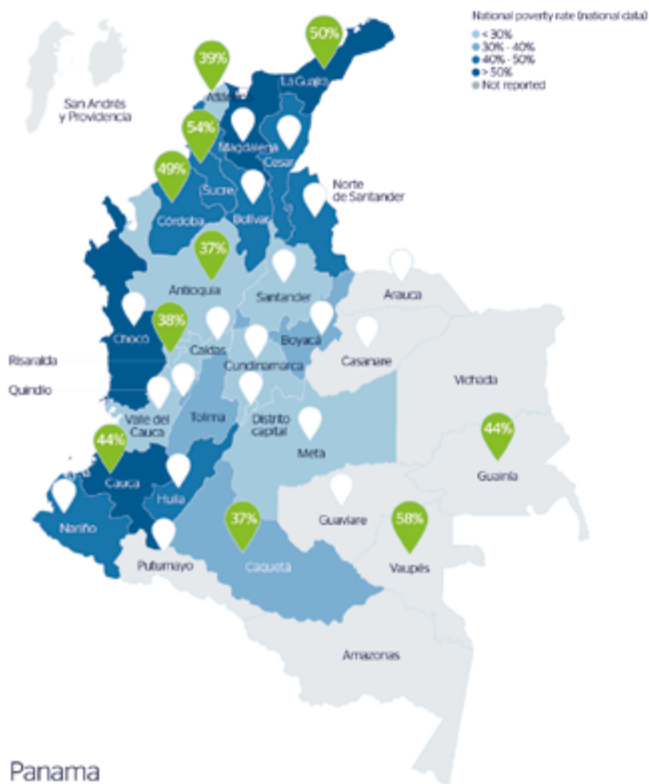 National poverty rate (national data)
< 30%
30% - 40%
40% - 50%
> 50%
Not reported
50%
39%
La Guajira
San Andrés
y Providencia
54%
Magdalena
Cesar
49%
Sucre
Norte
de Santander
Córdoba
Bolívar
37%
Antioquia
Santander
Arauca
38%
Chocó
Caldas
Boyacá
Risaralda
Cundinamarca
Casanare
Vichada
Quindío
Valle del
Cauca
Tolima
Distrito
capital
44%
44%
Meta
Cauca
Huila
Guainía
Nariño
37%
Guaviare
58%
Putumayo
Caquetá
Vaupés
Amazonas
Panama